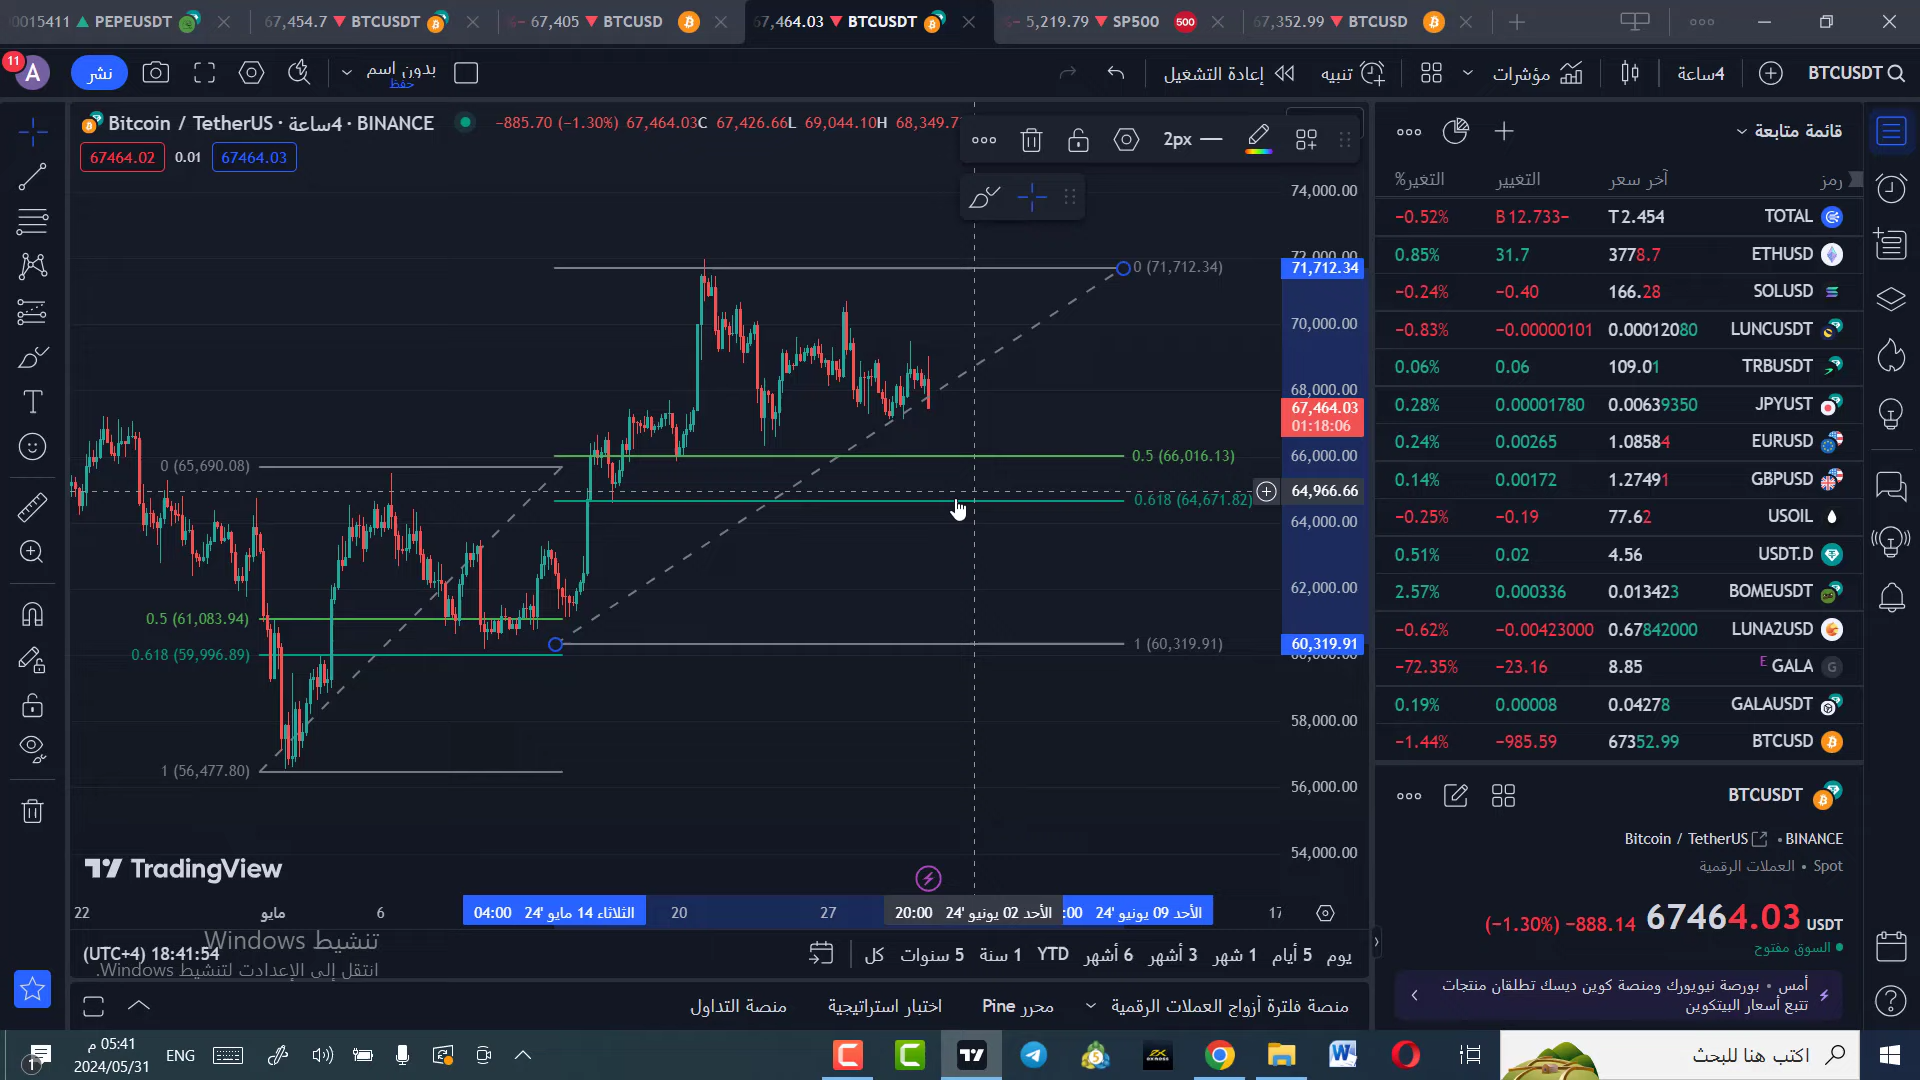 0015411 ▲ PEPEUSDT
67,454.7 ▼ BTCUSDT
67,405 ▼ BTCUSD
67,464.03 ▼ BTCUSDT
5,219.79 ▼ SP500 500
67,352.99 ▼ BTCUSD
11
A
نشر
بدون اسم
حفظ
إعادة التشغيل
تنبيه
مؤشرات
4ساعة
BTCUSDT
Bitcoin / TetherUS · 4ساعة · BINANCE
−885.70 (−1.30%) 67,464.03C 67,426.66L 69,044.10H 68,349.7
67464.02 0.01 67464.03
2px
74,000.00
72,000.00
71,712.34
70,000.00
68,000.00
67,464.03
01:18:06
66,000.00
64,966.66
64,000.00
62,000.00
60,319.91
60,000.00
58,000.00
56,000.00
54,000.00
0 (71,712.34)
0.5 (66,016.13)
0.618 (64,671.82)
1 (60,319.91)
0 (65,690.08)
0.5 (61,083.94)
0.618 (59,996.89)
1 (56,477.80)
TradingView
22
مايو
6
الثلاثاء 14 مايو '24 04:00
20
27
الأحد 02 يونيو '24 20:00
الأحد 09 يونيو '24 :00
17
(UTC+4) 18:41:54
كل
5 سنوات
1 سنة
YTD
6 أشهر
3 أشهر
1 شهر
5 أيام
يوم
تنشيط Windows
انتقل إلى الإعدادت لتنشيط Windows.
منصة فلترة أزواج العملات الرقمية
محرر Pine
اختبار استراتيجية
منصة التداول
قائمة متابعة
رمز آخر سعر التغيير التغير%
TOTAL T2.454 B12.733− −0.52%
ETHUSD 3778.7 31.7 0.85%
SOLUSD 166.28 −0.40 −0.24%
LUNCUSDT 0.00012080 −0.00000101 −0.83%
TRBUSDT 109.01 0.06 0.06%
JPYUST 0.00639350 0.00001780 0.28%
EURUSD 1.08584 0.00265 0.24%
GBPUSD 1.27491 0.00172 0.14%
USOIL 77.62 −0.19 −0.25%
USDT.D 4.56 0.02 0.51%
BOMEUSDT 0.013423 0.000336 2.57%
LUNA2USD 0.67842000 −0.00423000 −0.62%
GALA E 8.85 −23.16 −72.35%
GALAUSDT 0.04278 0.00008 0.19%
BTCUSD 67352.99 −985.59 −1.44%
BTCUSDT
Bitcoin / TetherUS • BINANCE
Spot • العملات الرقمية
67464.03 USDT −888.14 (−1.30%)
السوق مفتوح
أمس • بورصة نيويورك ومنصة كوين ديسك تطلقان منتجات
تتبع أسعار البيتكوين
1
05:41 م
2024/05/31
ENG
اكتب هنا للبحث